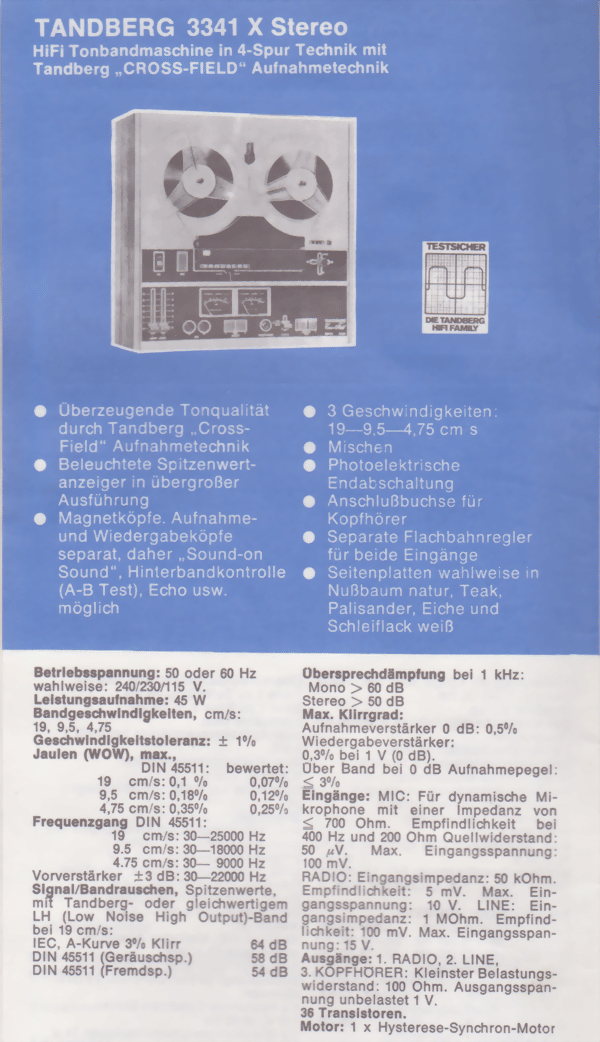 TANDBERG 3341 X Stereo
HiFi Tonbandmaschine in 4-Spur Technik mit
Tandberg „CROSS-FIELD“ Aufnahmetechnik
TESTSICHER
DIE TANDBERG
HIFI FAMILY
● Überzeugende Tonqualität
durch Tandberg „Cross-
Field“ Aufnahmetechnik
● Beleuchtete Spitzenwert-
anzeiger in übergroßer
Ausführung
● Magnetköpfe. Aufnahme-
und Wiedergabeköpfe
separat, daher „Sound-on
Sound“, Hinterbandkontrolle
(A-B Test), Echo usw.
möglich
● 3 Geschwindigkeiten:
19—9,5—4,75 cm s
● Mischen
● Photoelektrische
Endabschaltung
● Anschlußbuchse für
Kopfhörer
● Separate Flachbahnregler
für beide Eingänge
● Seitenplatten wahlweise in
Nußbaum natur, Teak,
Palisander, Eiche und
Schleiflack weiß
Betriebsspannung: 50 oder 60 Hz
wahlweise: 240/230/115 V.
Leistungsaufnahme: 45 W
Bandgeschwindigkeiten, cm/s:
19, 9,5, 4,75
Geschwindigkeitstoleranz: ± 1%
Jaulen (WOW), max.,
DIN 45511: bewertet:
19 cm/s: 0,1 % 0,07%
9,5 cm/s: 0,18% 0,12%
4,75 cm/s: 0,35% 0,25%
Frequenzgang DIN 45511:
19 cm/s: 30—25000 Hz
9.5 cm/s: 30—18000 Hz
4.75 cm/s: 30— 9000 Hz
Vorverstärker ±3 dB: 30—22000 Hz
Signal/Bandrauschen, Spitzenwerte,
mit Tandberg- oder gleichwertigem
LH (Low Noise High Output)-Band
bei 19 cm/s:
IEC, A-Kurve 3% Klirr 64 dB
DIN 45511 (Geräuschsp.) 58 dB
DIN 45511 (Fremdsp.) 54 dB
Übersprechdämpfung bei 1 kHz:
Mono > 60 dB
Stereo > 50 dB
Max. Klirrgrad:
Aufnahmeverstärker 0 dB: 0,5%
Wiedergabeverstärker:
0,3% bei 1 V (0 dB).
Über Band bei 0 dB Aufnahmepegel:
≦ 3%
Eingänge: MIC: Für dynamische Mi-
krophone mit einer Impedanz von
≦ 700 Ohm. Empfindlichkeit bei
400 Hz und 200 Ohm Quellwiderstand:
50 μV. Max. Eingangsspannung:
100 mV.
RADIO: Eingangsimpedanz: 50 kOhm.
Empfindlichkeit: 5 mV. Max. Ein-
gangsspannung: 10 V. LINE: Ein-
gangsimpedanz: 1 MOhm. Empfind-
lichkeit: 100 mV. Max. Eingangsspan-
nung: 15 V.
Ausgänge: 1. RADIO, 2. LINE,
3. KOPFHÖRER: Kleinster Belastungs-
widerstand: 100 Ohm. Ausgangsspan-
nung unbelastet 1 V.
36 Transistoren.
Motor: 1 x Hysterese-Synchron-Motor